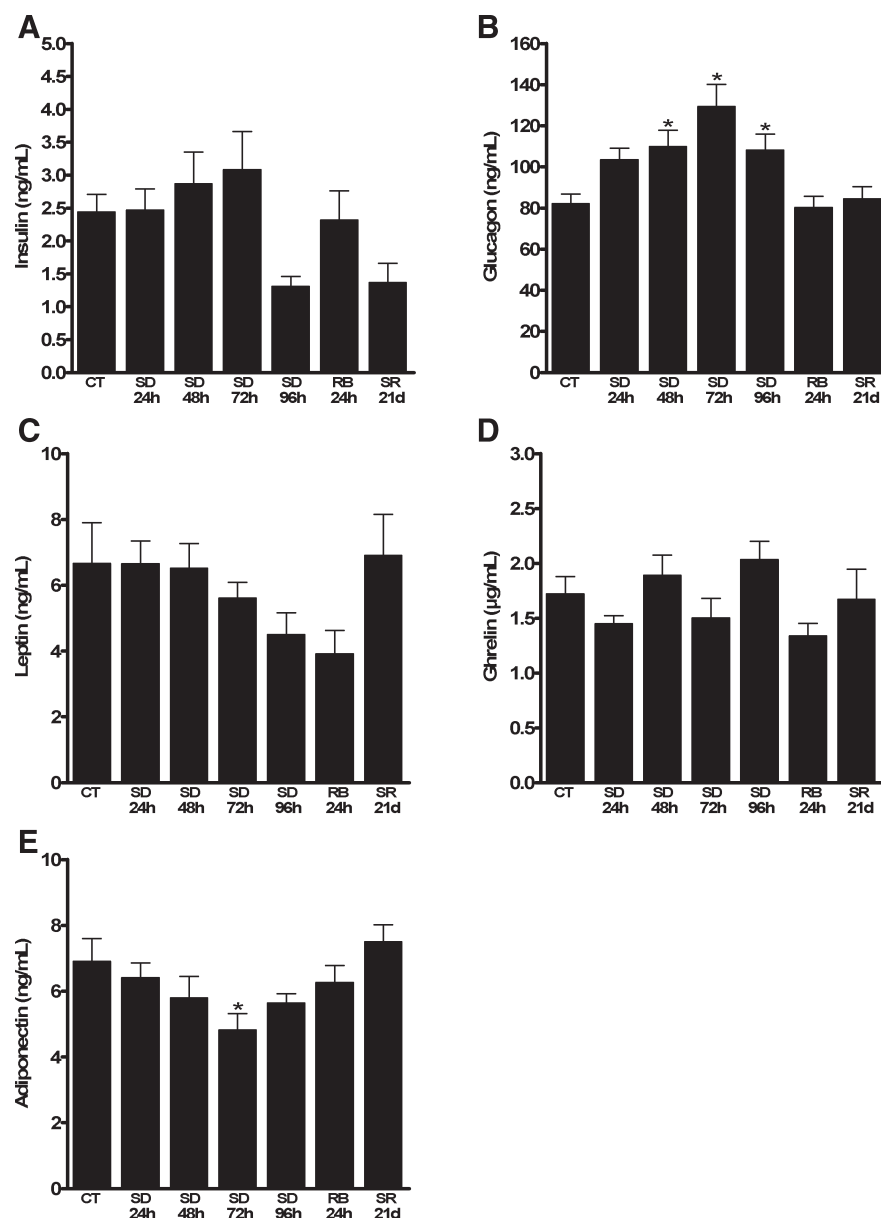 A
Insulin (ng/mL)
5.0
4.5
4.0
3.5
3.0
2.5
2.0
1.5
1.0
0.5
0.0
CT SD SD SD SD RB SR
24h 48h 72h 96h 24h 21d
B
Glucagon (ng/mL)
160
140
120
100
80
60
40
20
0
* * *
CT SD SD SD SD RB SR
24h 48h 72h 96h 24h 21d
C
Leptin (ng/mL)
10
8
6
4
2
0
CT SD SD SD SD RB SR
24h 48h 72h 96h 24h 21d
D
Ghrelin (µg/mL)
3.0
2.5
2.0
1.5
1.0
0.5
0.0
CT SD SD SD SD RB SR
24h 48h 72h 96h 24h 21d
E
Adiponectin (ng/mL)
10
8
6
4
2
0
*
CT SD SD SD SD RB SR
24h 48h 72h 96h 24h 21d